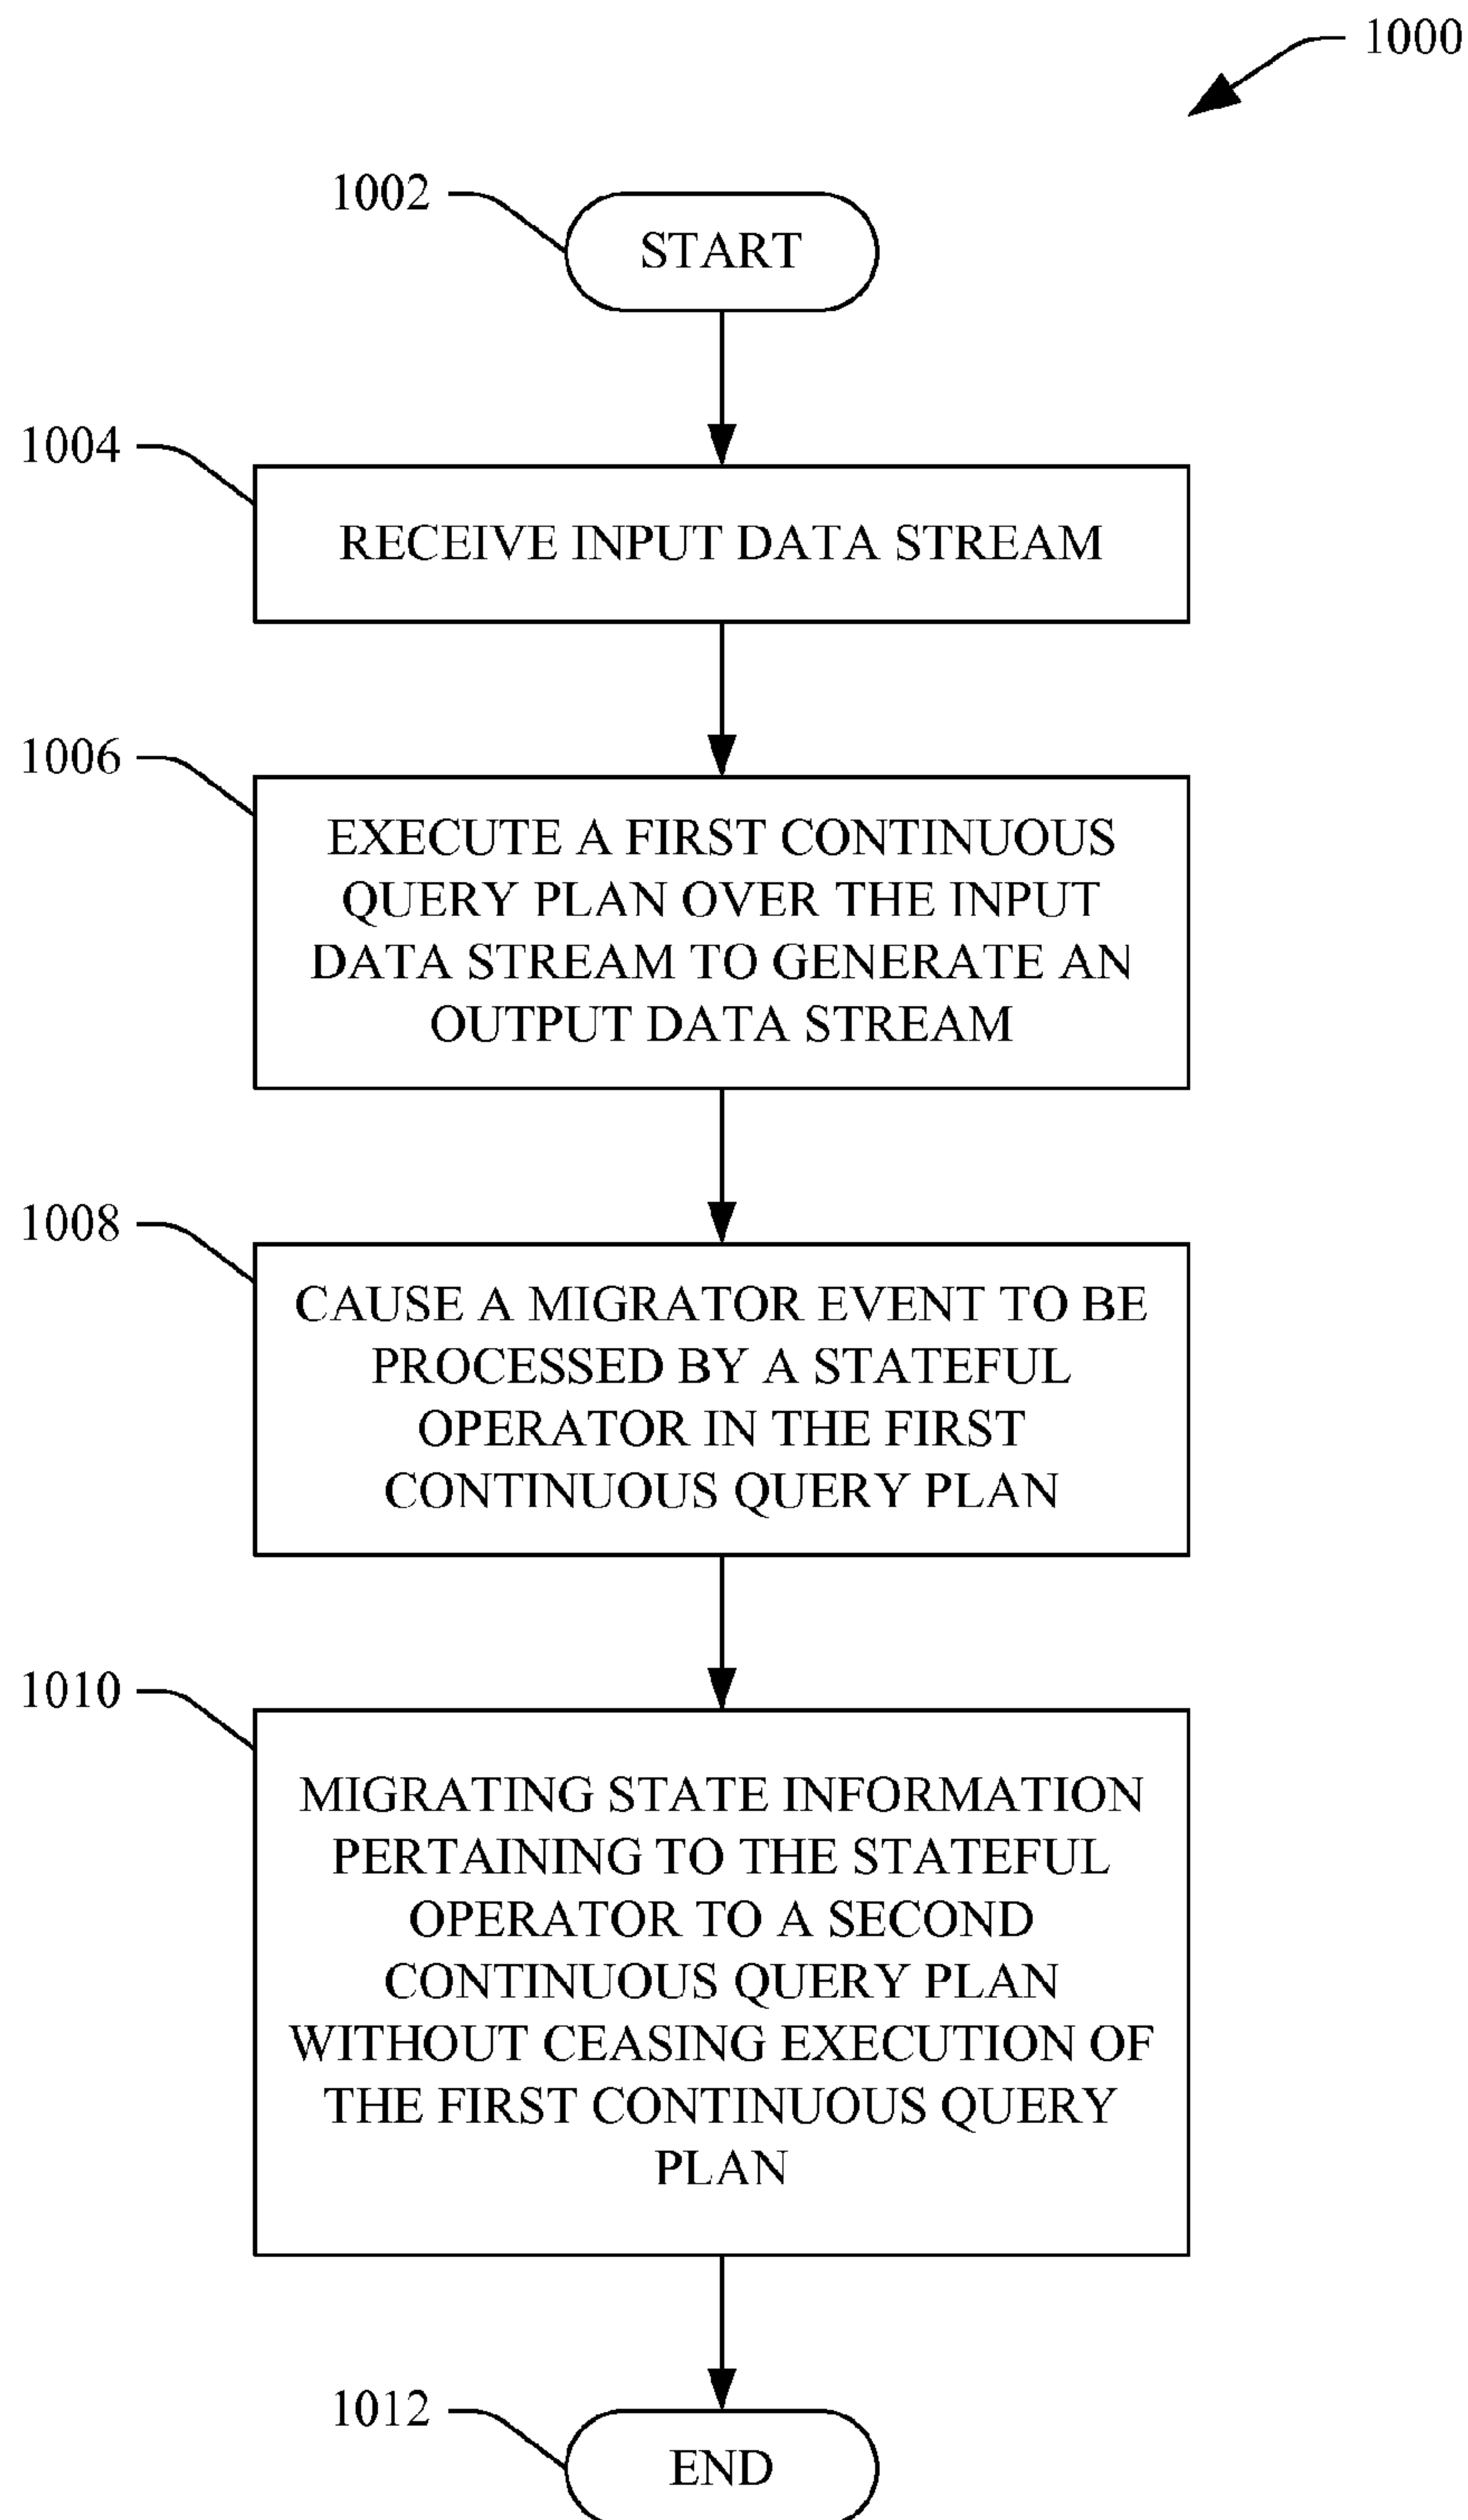 1000
1002
START
1004
RECEIVE INPUT DATA STREAM
1006
EXECUTE A FIRST CONTINUOUS
QUERY PLAN OVER THE INPUT
DATA STREAM TO GENERATE AN
OUTPUT DATA STREAM
1008
CAUSE A MIGRATOR EVENT TO BE
PROCESSED BY A STATEFUL
OPERATOR IN THE FIRST
CONTINUOUS QUERY PLAN
1010
MIGRATING STATE INFORMATION
PERTAINING TO THE STATEFUL
OPERATOR TO A SECOND
CONTINUOUS QUERY PLAN
WITHOUT CEASING EXECUTION OF
THE FIRST CONTINUOUS QUERY
PLAN
1012
END